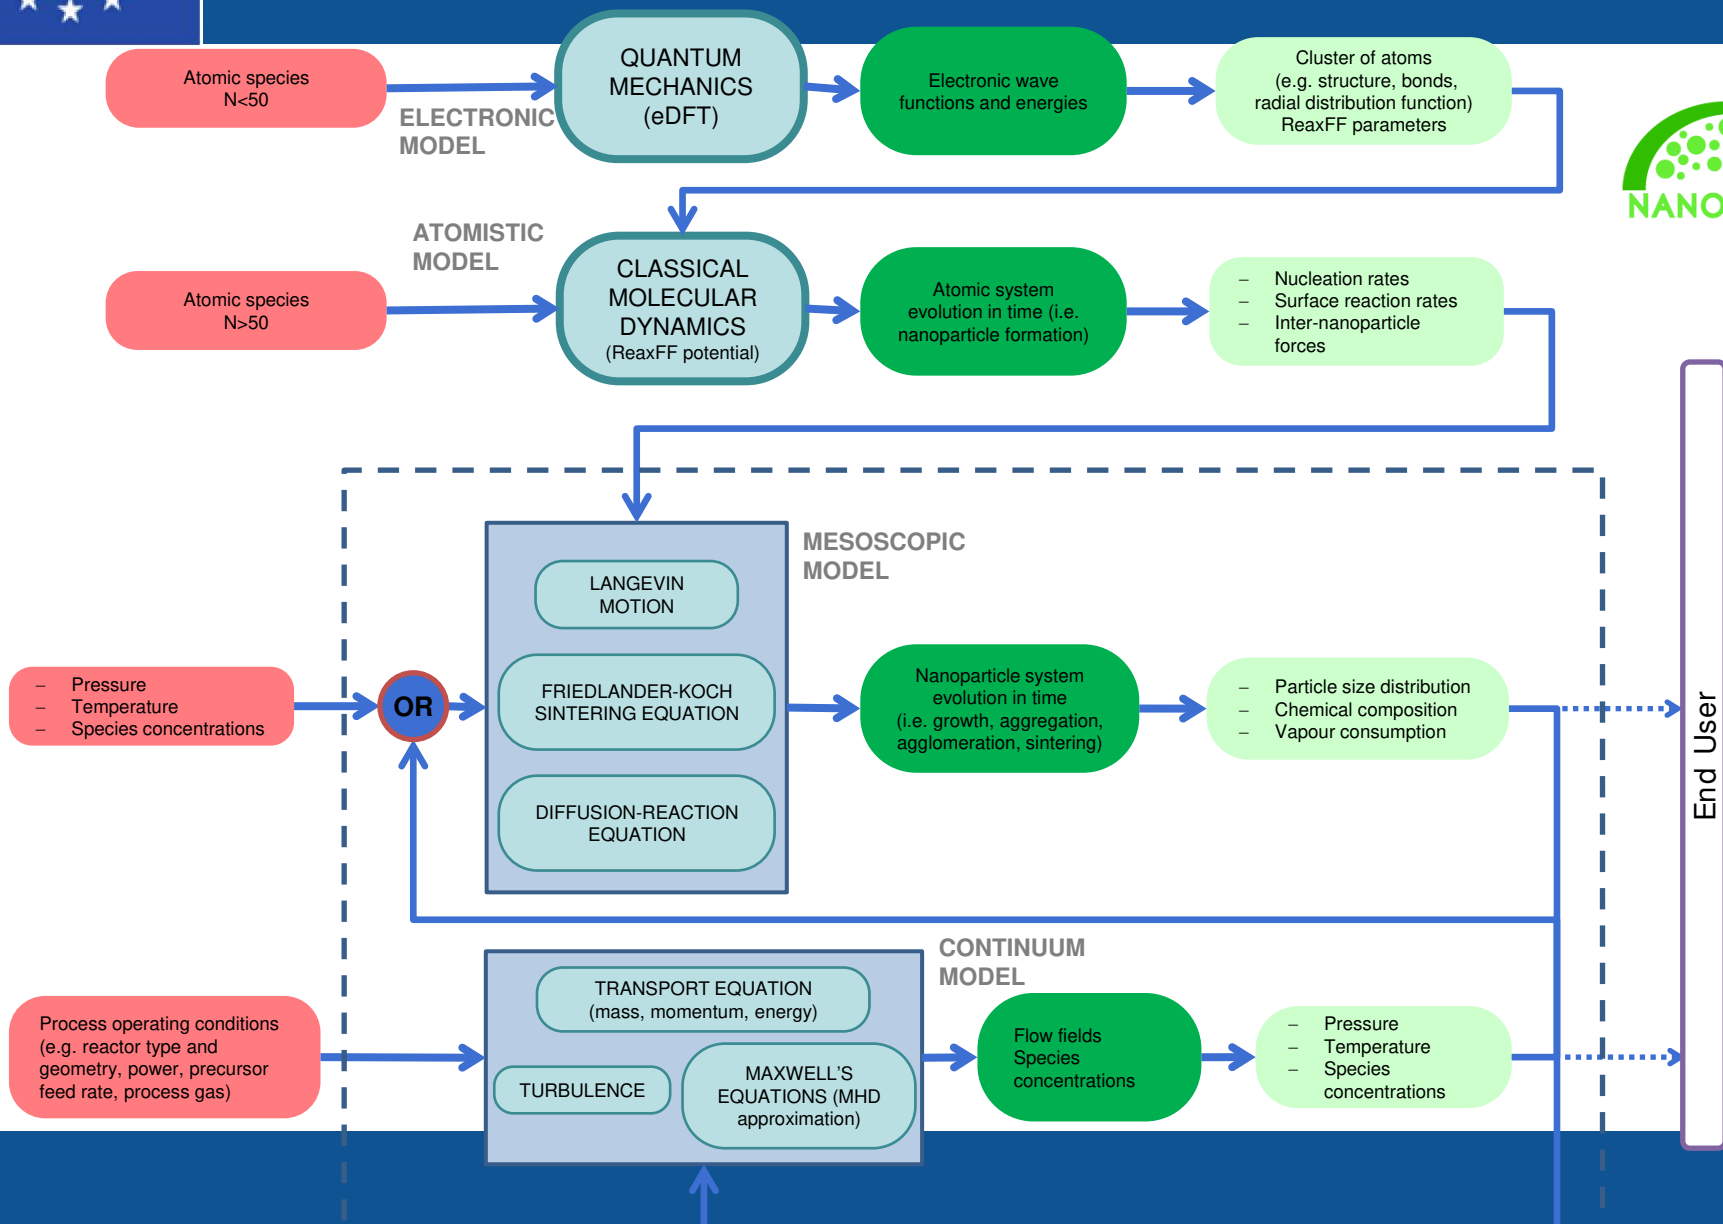 Atomic species
N<50
ELECTRONIC
MODEL
QUANTUM
MECHANICS
(eDFT)
Electronic wave
functions and energies
Cluster of atoms
(e.g. structure, bonds,
radial distribution function)
ReaxFF parameters
NANO
ATOMISTIC
MODEL
Atomic species
N>50
CLASSICAL
MOLECULAR
DYNAMICS
(ReaxFF potential)
Atomic system
evolution in time (i.e.
nanoparticle formation)
– Nucleation rates
– Surface reaction rates
– Inter-nanoparticle
forces
MESOSCOPIC
MODEL
– Pressure
– Temperature
– Species concentrations
OR
LANGEVIN
MOTION
FRIEDLANDER-KOCH
SINTERING EQUATION
DIFFUSION-REACTION
EQUATION
Nanoparticle system
evolution in time
(i.e. growth, aggregation,
agglomeration, sintering)
– Particle size distribution
– Chemical composition
– Vapour consumption
End User
CONTINUUM
MODEL
Process operating conditions
(e.g. reactor type and
geometry, power, precursor
feed rate, process gas)
TRANSPORT EQUATION
(mass, momentum, energy)
TURBULENCE
MAXWELL'S
EQUATIONS (MHD
approximation)
Flow fields
Species
concentrations
– Pressure
– Temperature
– Species
concentrations